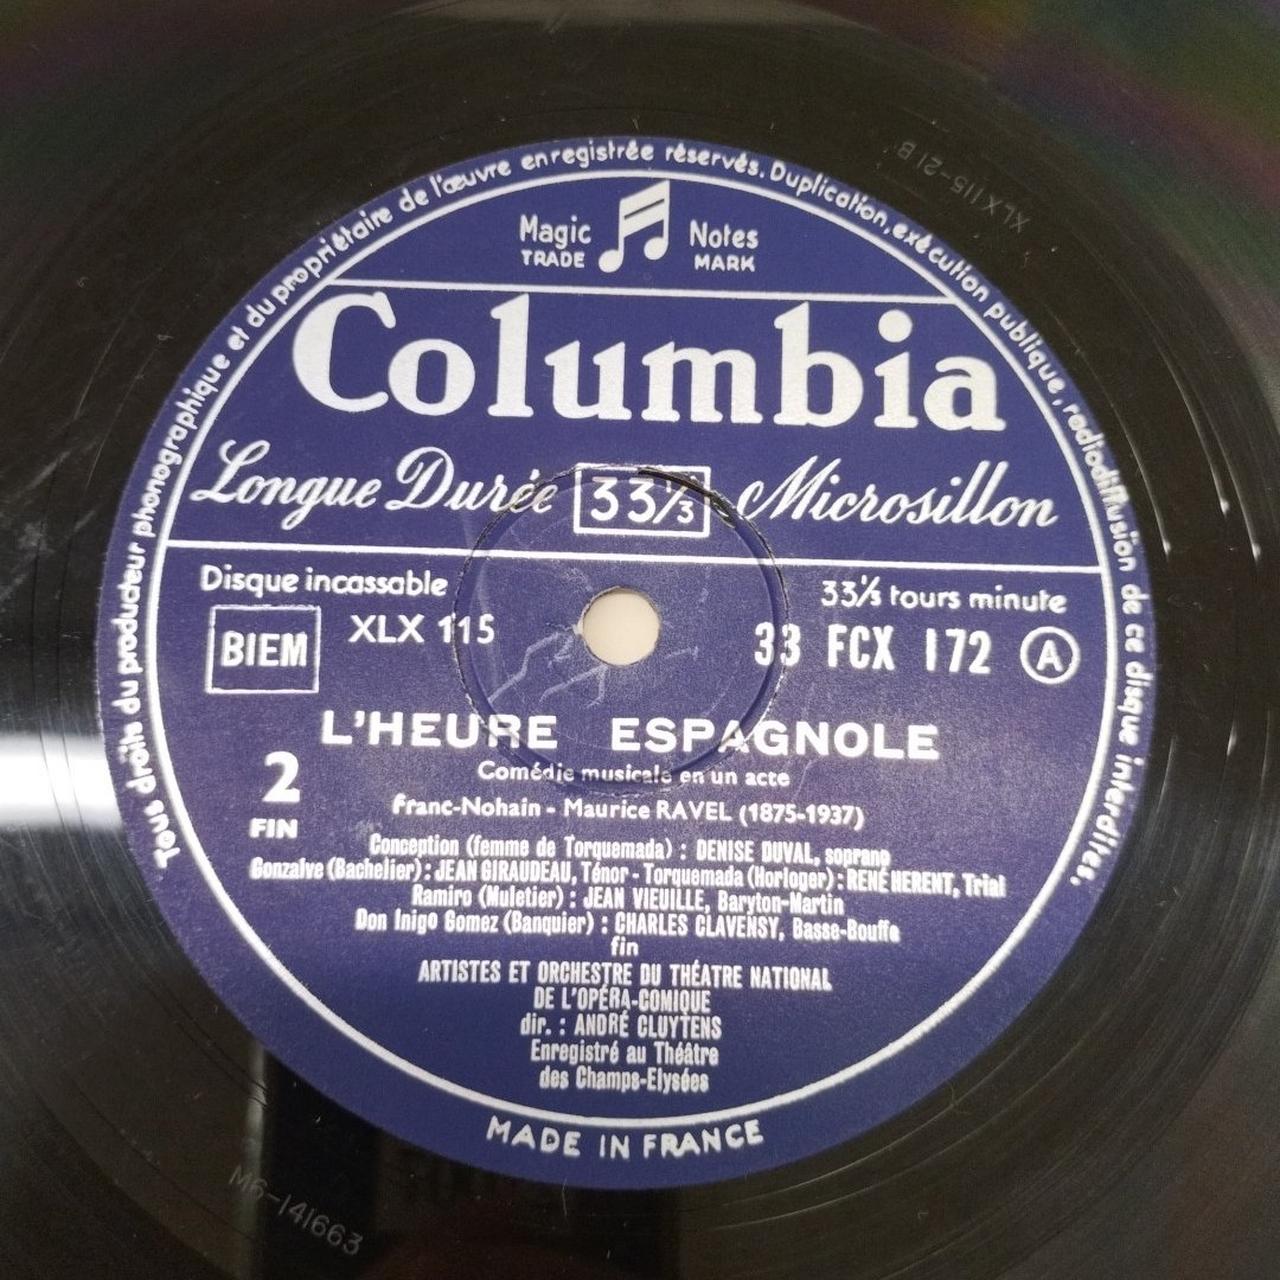 Tous droits du producteur phonographique et du propriétaire de l'œuvre enregistrée réservés. Duplication, exécution publique, radiodiffusion de ce disque interdites.
Magic Notes
TRADE MARK
Columbia
Longue Durée 33⅓ Microsillon
Disque incassable 33⅓ tours minute
BIEM XLX 115 33 FCX 172 A
L'HEURE ESPAGNOLE
Comédie musicale en un acte
2
FIN
Franc-Nohain - Maurice RAVEL (1875-1937)
Conception (femme de Torquemada) : DENISE DUVAL, soprano
Gonzalve (Bachelier) : JEAN GIRAUDEAU, Ténor - Torquemada (Horloger) : RENÉ HERENT, Trial
Ramiro (Muletier) : JEAN VIEUILLE, Baryton-Martin
Don Inigo Gomez (Banquier) : CHARLES CLAVENSY, Basse-Bouffe
fin
ARTISTES ET ORCHESTRE DU THÉATRE NATIONAL
DE L'OPÉRA-COMIQUE
dir. : ANDRÉ CLUYTENS
Enregistré au Théâtre
des Champs-Elysées
MADE IN FRANCE
XLX115-21B
M6-141663